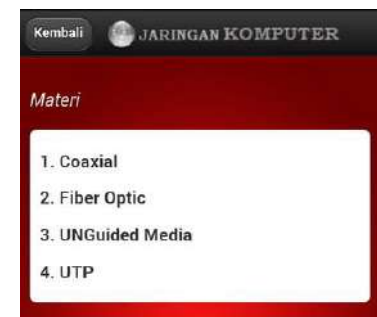 Kembali JARINGAN KOMPUTER
Materi
1. Coaxial
2. Fiber Optic
3. UNGuided Media
4. UTP